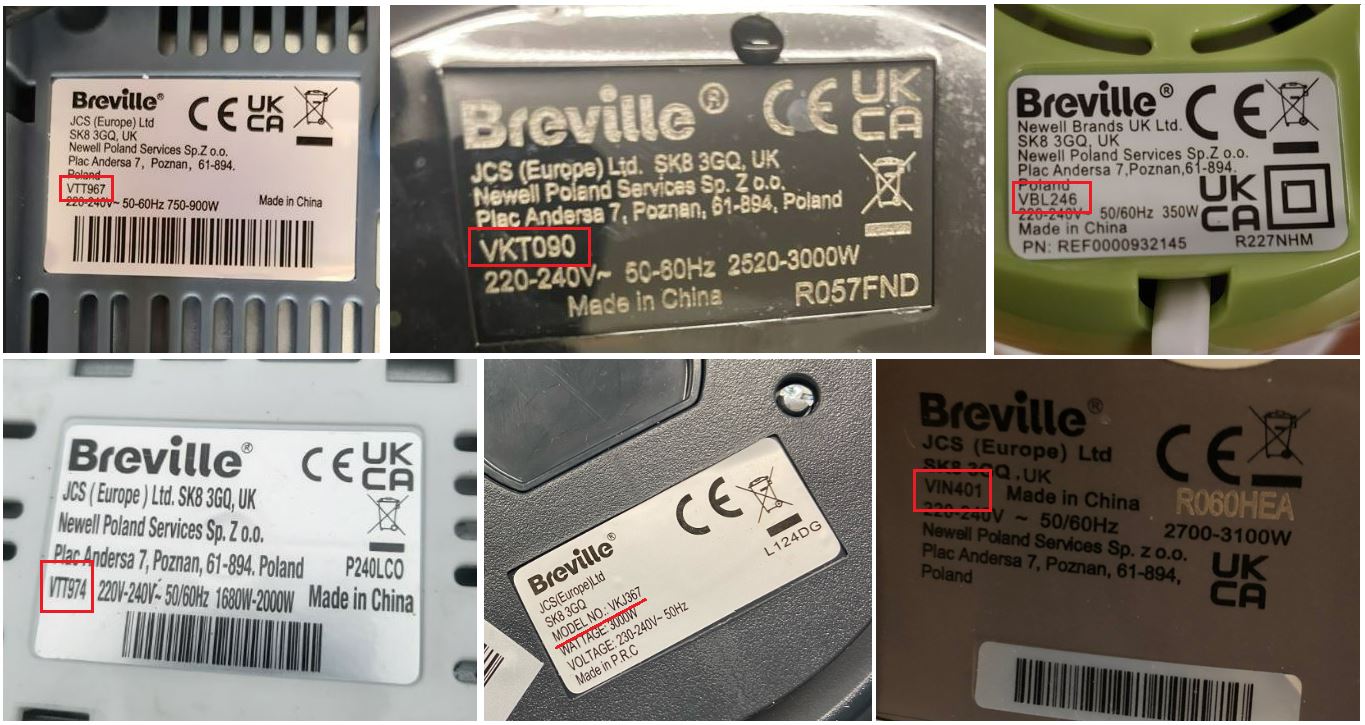 Breville®
CE UK CA
JCS (Europe) Ltd
SK8 3GQ, UK
Newell Poland Services Sp.Z o.o.
Plac Andersa 7, Poznan, 61-894.
Poland
VTT967
220-240V~ 50-60Hz 750-900W Made in China
Breville®
CE UK CA
JCS (Europe) Ltd. SK8 3GQ, UK
Newell Poland Services Sp. Z o.o.
Plac Andersa 7, Poznan, 61-894, Poland
VKT090
220-240V~ 50-60Hz 2520-3000W
Made in China R057FND
Breville®
CE
Newell Brands UK Ltd.
SK8 3GQ, UK
Newell Poland Services Sp Z o.o.
Plac Andersa 7,Poznan,61-894.
Poland
VBL246
220-240V~ 50/60Hz 350W
UK CA
Made in China
PN: REF0000932145 R227NHM
Breville®
CE UK CA
JCS ( Europe ) Ltd. SK8 3GQ, UK
Newell Poland Services Sp. Z o.o.
Plac Andersa 7, Poznan, 61-894. Poland P240LCO
VTT974 220V-240V~ 50/60Hz 1680W-2000W Made in China
Breville®
CE
JCS(Europe)Ltd
SK8 3GQ
MODEL NO.: VKJ367
WATTAGE: 3000W
VOLTAGE: 230-240V~ 50Hz
Made in P.R.C
L124DG
Breville®
CE
JCS (Europe) Ltd
SK8 3GQ , UK
VIN401 Made in China R060HEA
220-240V ~ 50/60Hz 2700-3100W
Newell Poland Services Sp. z o.o.
Plac Andersa 7, Poznan, 61-894,
Poland
UK CA